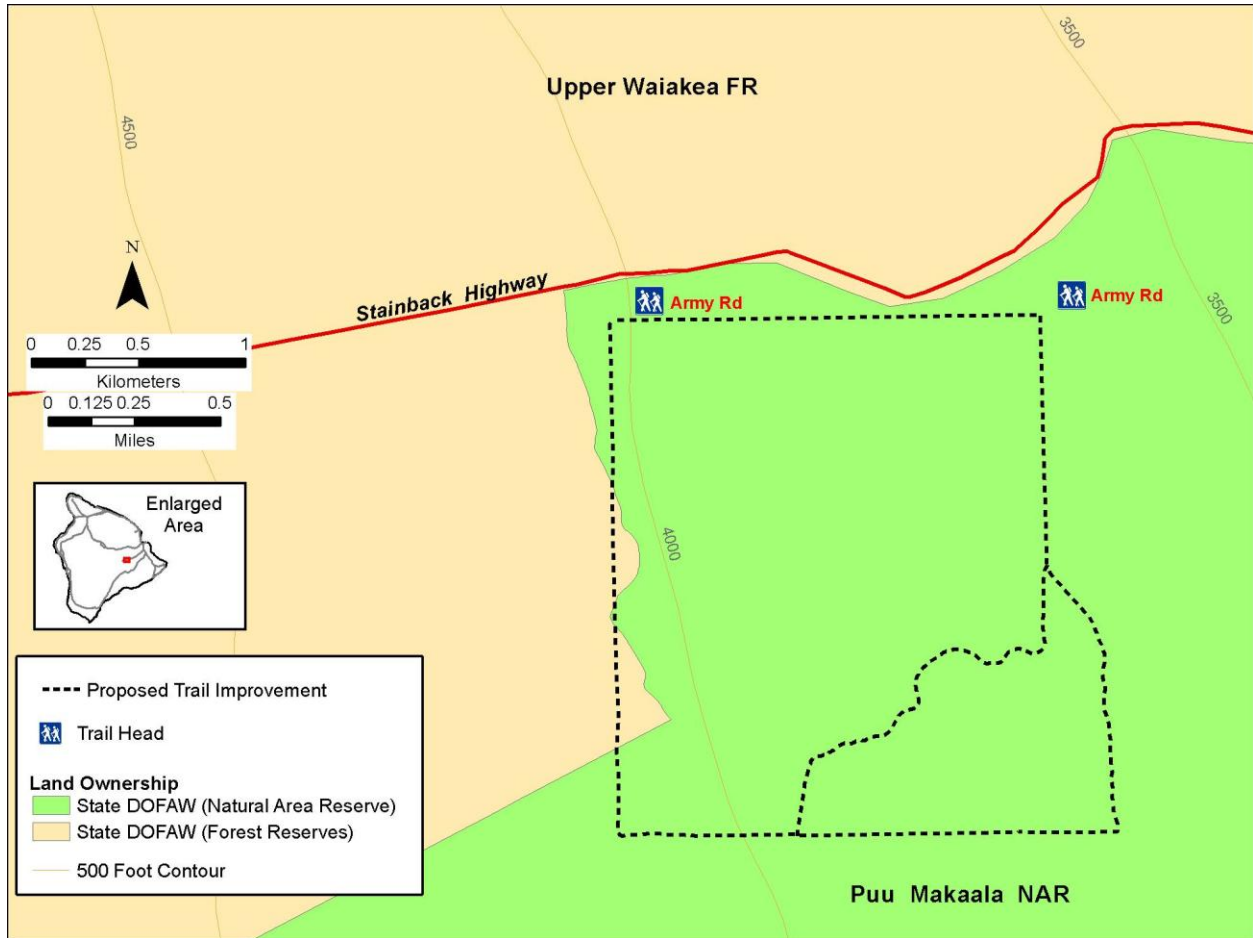 3500
Upper Waiakea FR
4500
N
Stainback Highway
Army Rd
Army Rd
3500
0 0.25 0.5 1
Kilometers
0 0.125 0.25 0.5
Miles
Enlarged
Area
4000
Proposed Trail Improvement
Trail Head
Land Ownership
State DOFAW (Natural Area Reserve)
State DOFAW (Forest Reserves)
500 Foot Contour
Puu Makaala NAR